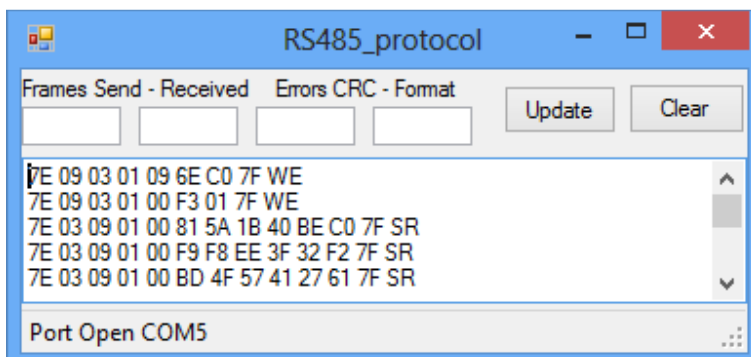 RS485_protocol
Frames Send - Received Errors CRC - Format
Update
Clear
7E 09 03 01 09 6E C0 7F WE
7E 09 03 01 00 F3 01 7F WE
7E 03 09 01 00 81 5A 1B 40 BE C0 7F SR
7E 03 09 01 00 F9 F8 EE 3F 32 F2 7F SR
7E 03 09 01 00 BD 4F 57 41 27 61 7F SR
Port Open COM5